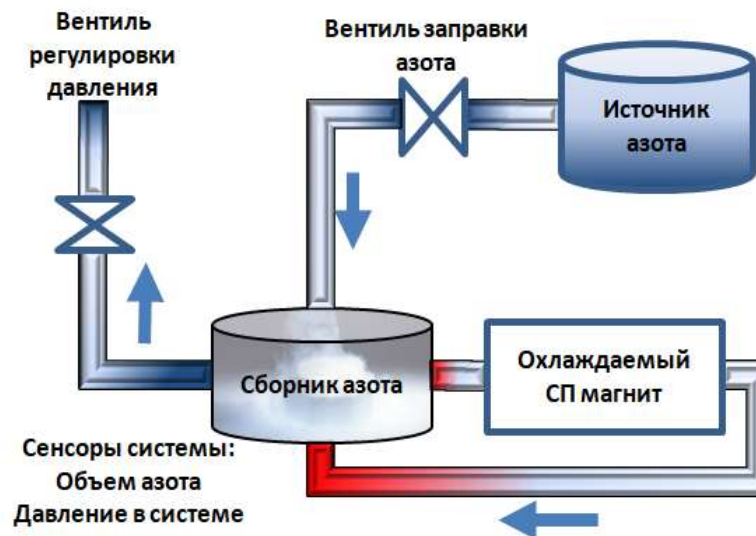 Вентиль
регулировки
давления
Вентиль заправки
азота
Источник
азота
Сборник азота
Охлаждаемый
СП магнит
Сенсоры системы:
Объем азота
Давление в системе